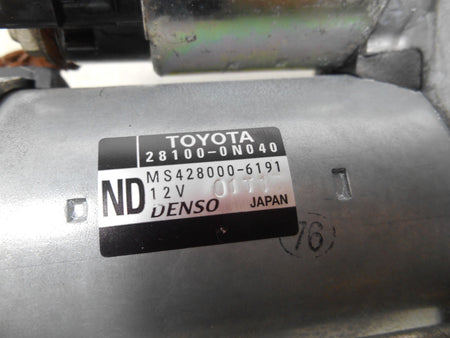 TOYOTA
28100-0N040
MS428000-6191
ND
12V
DENSO JAPAN
76